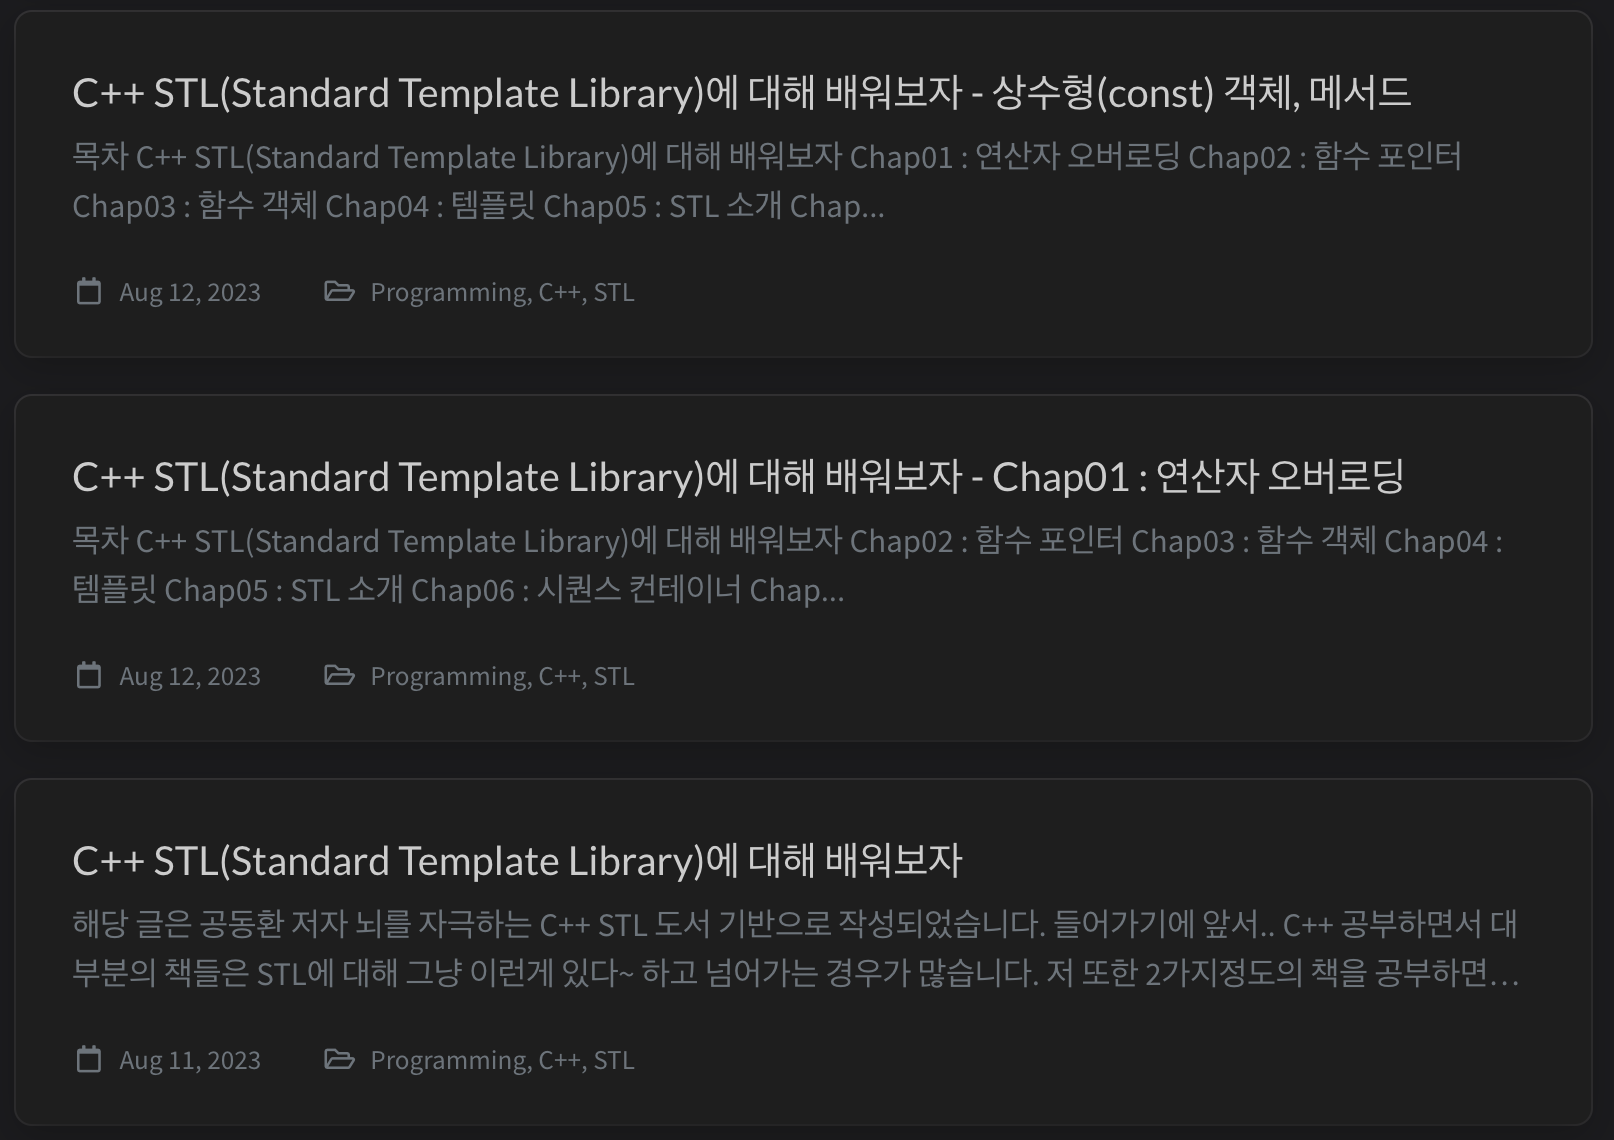 C++ STL(Standard Template Library)에 대해 배워보자 - 상수형(const) 객체, 메서드
목차 C++ STL(Standard Template Library)에 대해 배워보자 Chap01 : 연산자 오버로딩 Chap02 : 함수 포인터
Chap03 : 함수 객체 Chap04 : 템플릿 Chap05 : STL 소개 Chap...
Aug 12, 2023 Programming, C++, STL
C++ STL(Standard Template Library)에 대해 배워보자 - Chap01 : 연산자 오버로딩
목차 C++ STL(Standard Template Library)에 대해 배워보자 Chap02 : 함수 포인터 Chap03 : 함수 객체 Chap04 :
템플릿 Chap05 : STL 소개 Chap06 : 시퀀스 컨테이너 Chap...
Aug 12, 2023 Programming, C++, STL
C++ STL(Standard Template Library)에 대해 배워보자
해당 글은 공동환 저자 뇌를 자극하는 C++ STL 도서 기반으로 작성되었습니다. 들어가기에 앞서.. C++ 공부하면서 대
부분의 책들은 STL에 대해 그냥 이런게 있다~ 하고 넘어가는 경우가 많습니다. 저 또한 2가지정도의 책을 공부하면...
Aug 11, 2023 Programming, C++, STL